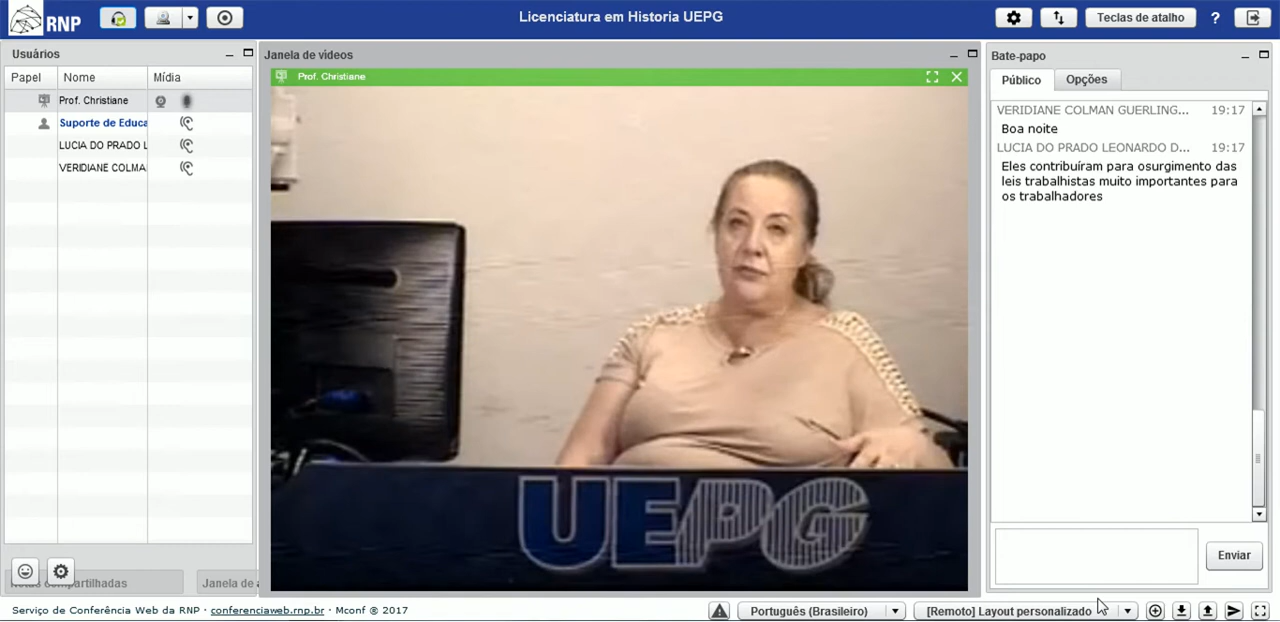 RNP
Licenciatura em Historia UEPG
Teclas de atalho
?
Usuários
Papel Nome Mídia
Prof. Christiane
Suporte de Educa
LUCIA DO PRADO L
VERIDIANE COLMA
Notas compartilhadas
Janela de a
Janela de vídeos
Prof. Christiane
UEPG
Bate-papo
Público Opções
VERIDIANE COLMAN GUERLING... 19:17
Boa noite
LUCIA DO PRADO LEONARDO D... 19:17
Eles contribuíram para osurgimento das
leis trabalhistas muito importantes para
os trabalhadores
Enviar
Serviço de Conferência Web da RNP · conferenciaweb.rnp.br · Mconf ® 2017
Português (Brasileiro)
[Remoto] Layout personalizado